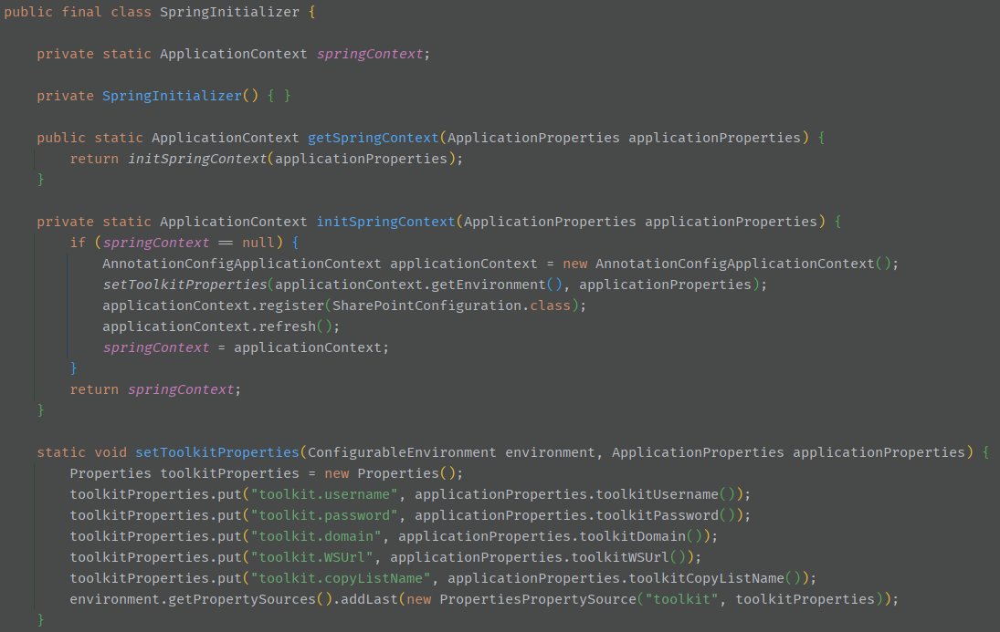 public final class SpringInitializer {
private static ApplicationContext springContext;
private SpringInitializer() { }
public static ApplicationContext getSpringContext(ApplicationProperties applicationProperties) {
return initSpringContext(applicationProperties);
}
private static ApplicationContext initSpringContext(ApplicationProperties applicationProperties) {
if (springContext == null) {
AnnotationConfigApplicationContext applicationContext = new AnnotationConfigApplicationContext();
setToolkitProperties(applicationContext.getEnvironment(), applicationProperties);
applicationContext.register(SharePointConfiguration.class);
applicationContext.refresh();
springContext = applicationContext;
}
return springContext;
}
static void setToolkitProperties(ConfigurableEnvironment environment, ApplicationProperties applicationProperties) {
Properties toolkitProperties = new Properties();
toolkitProperties.put("toolkit.username", applicationProperties.toolkitUsername());
toolkitProperties.put("toolkit.password", applicationProperties.toolkitPassword());
toolkitProperties.put("toolkit.domain", applicationProperties.toolkitDomain());
toolkitProperties.put("toolkit.WSUrl", applicationProperties.toolkitWSUrl());
toolkitProperties.put("toolkit.copyListName", applicationProperties.toolkitCopyListName());
environment.getPropertySources().addLast(new PropertiesPropertySource("toolkit", toolkitProperties));
}